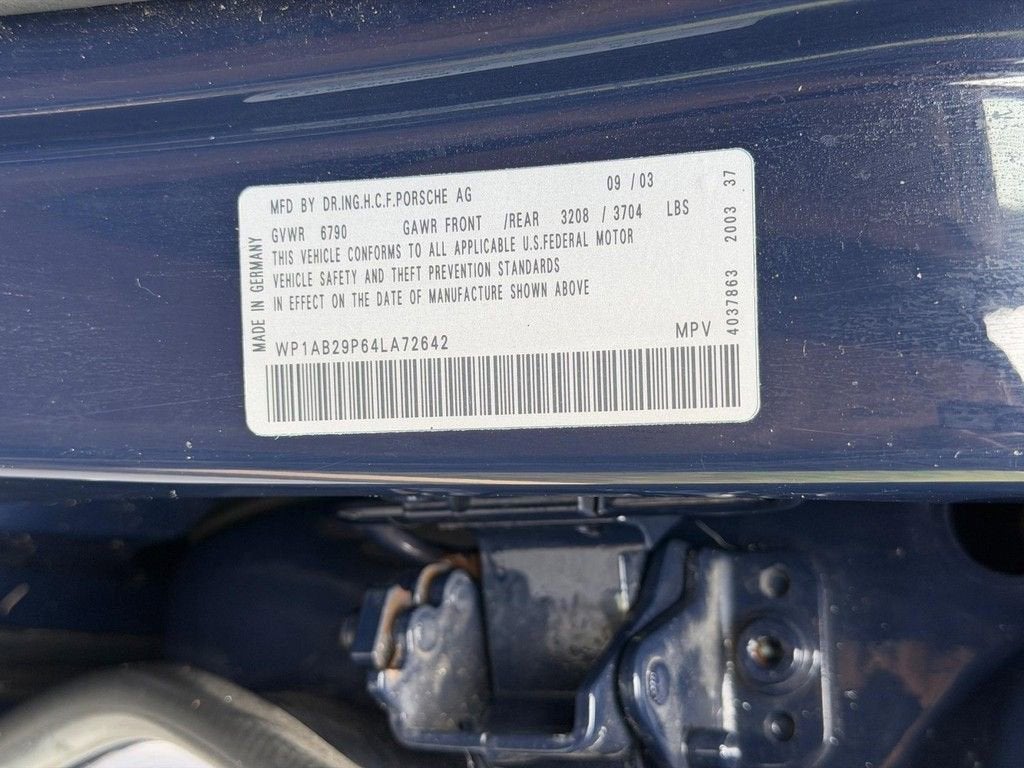 MFD BY DR.ING.H.C.F.PORSCHE AG 09 / 03
GVWR 6790 GAWR FRONT /REAR 3208 / 3704 LBS
THIS VEHICLE CONFORMS TO ALL APPLICABLE U.S.FEDERAL MOTOR
VEHICLE SAFETY AND THEFT PREVENTION STANDARDS
IN EFFECT ON THE DATE OF MANUFACTURE SHOWN ABOVE
WP1AB29P64LA72642 MPV
MADE IN GERMANY
4037863 2003 37